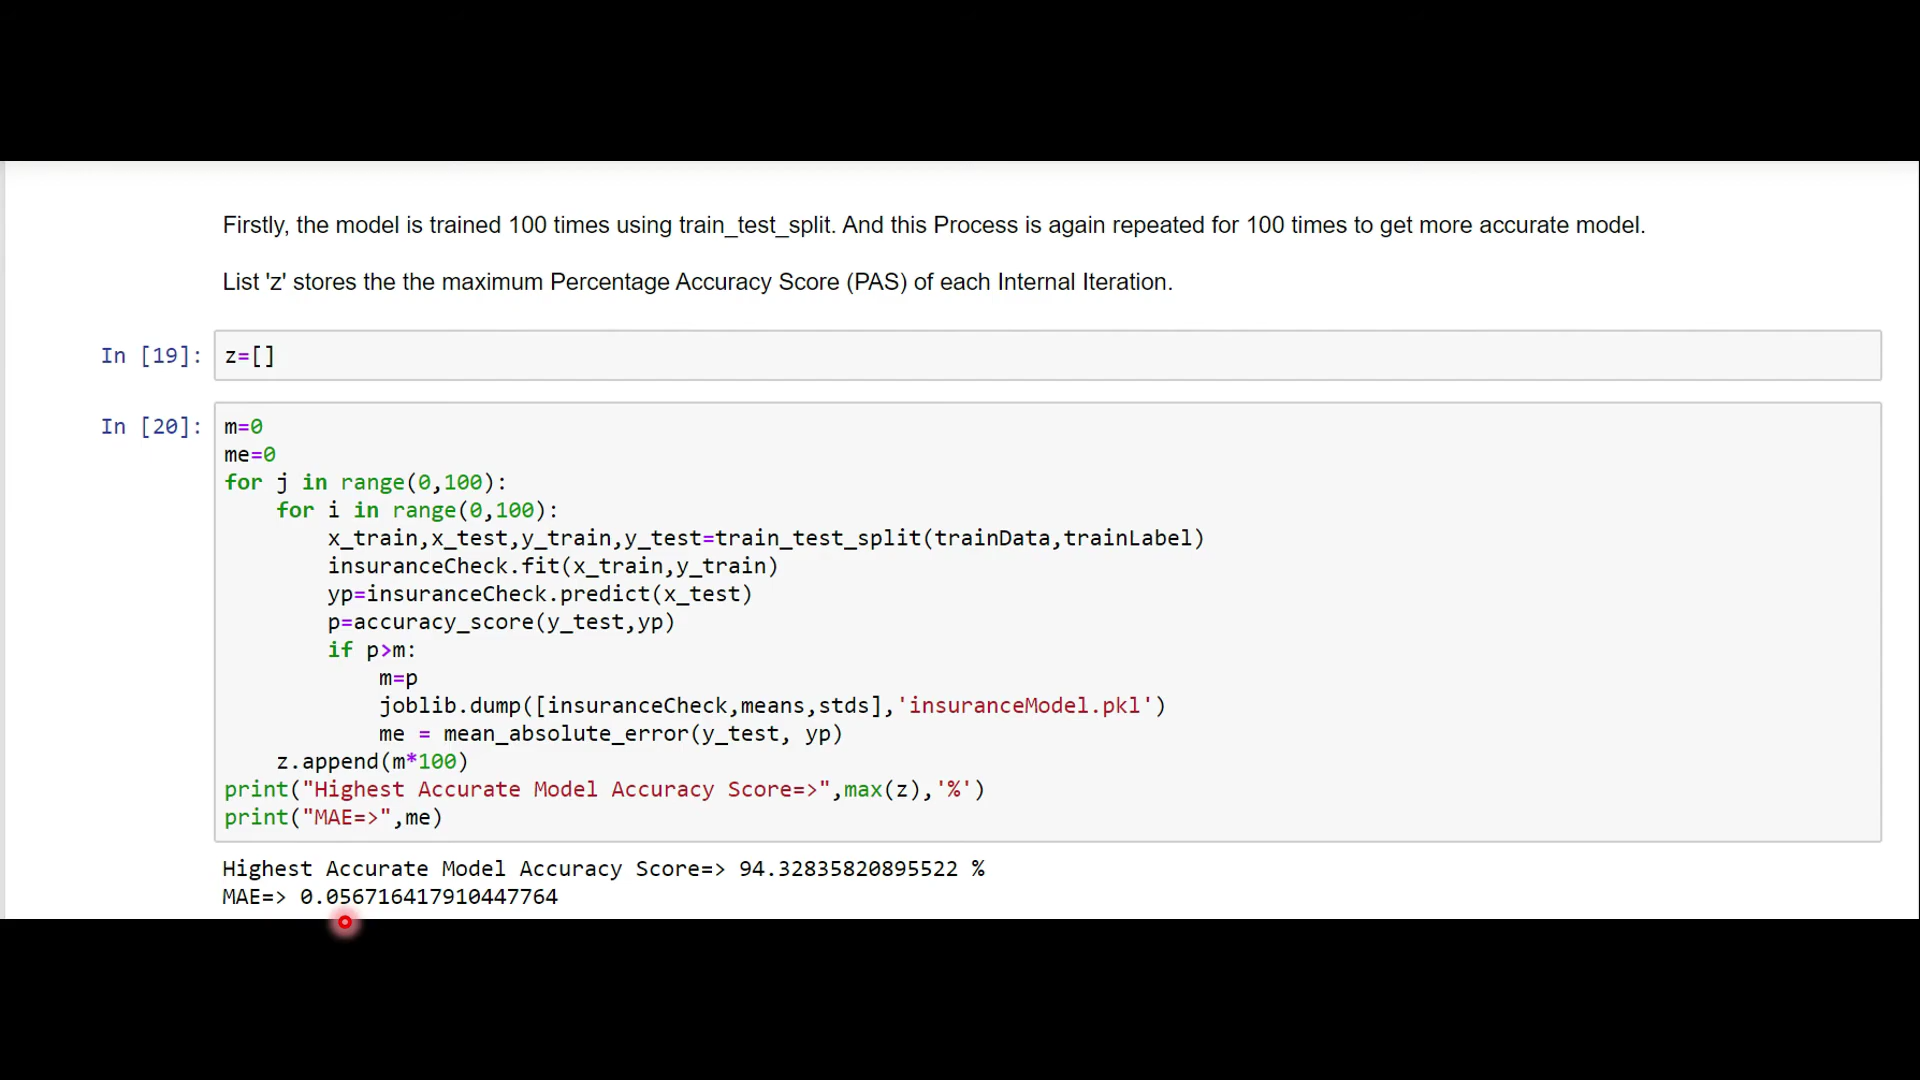 Firstly, the model is trained 100 times using train_test_split. And this Process is again repeated for 100 times to get more accurate model.
List 'z' stores the the maximum Percentage Accuracy Score (PAS) of each Internal Iteration.
In [19]: z=[]
In [20]: m=0
me=0
for j in range(0,100):
    for i in range(0,100):
        x_train,x_test,y_train,y_test=train_test_split(trainData,trainLabel)
        insuranceCheck.fit(x_train,y_train)
        yp=insuranceCheck.predict(x_test)
        p=accuracy_score(y_test,yp)
        if p>m:
            m=p
            joblib.dump([insuranceCheck,means,stds],'insuranceModel.pkl')
            me = mean_absolute_error(y_test, yp)
    z.append(m*100)
print("Highest Accurate Model Accuracy Score=>",max(z),'%')
print("MAE=>",me)
Highest Accurate Model Accuracy Score=> 94.32835820895522 %
MAE=> 0.056716417910447764